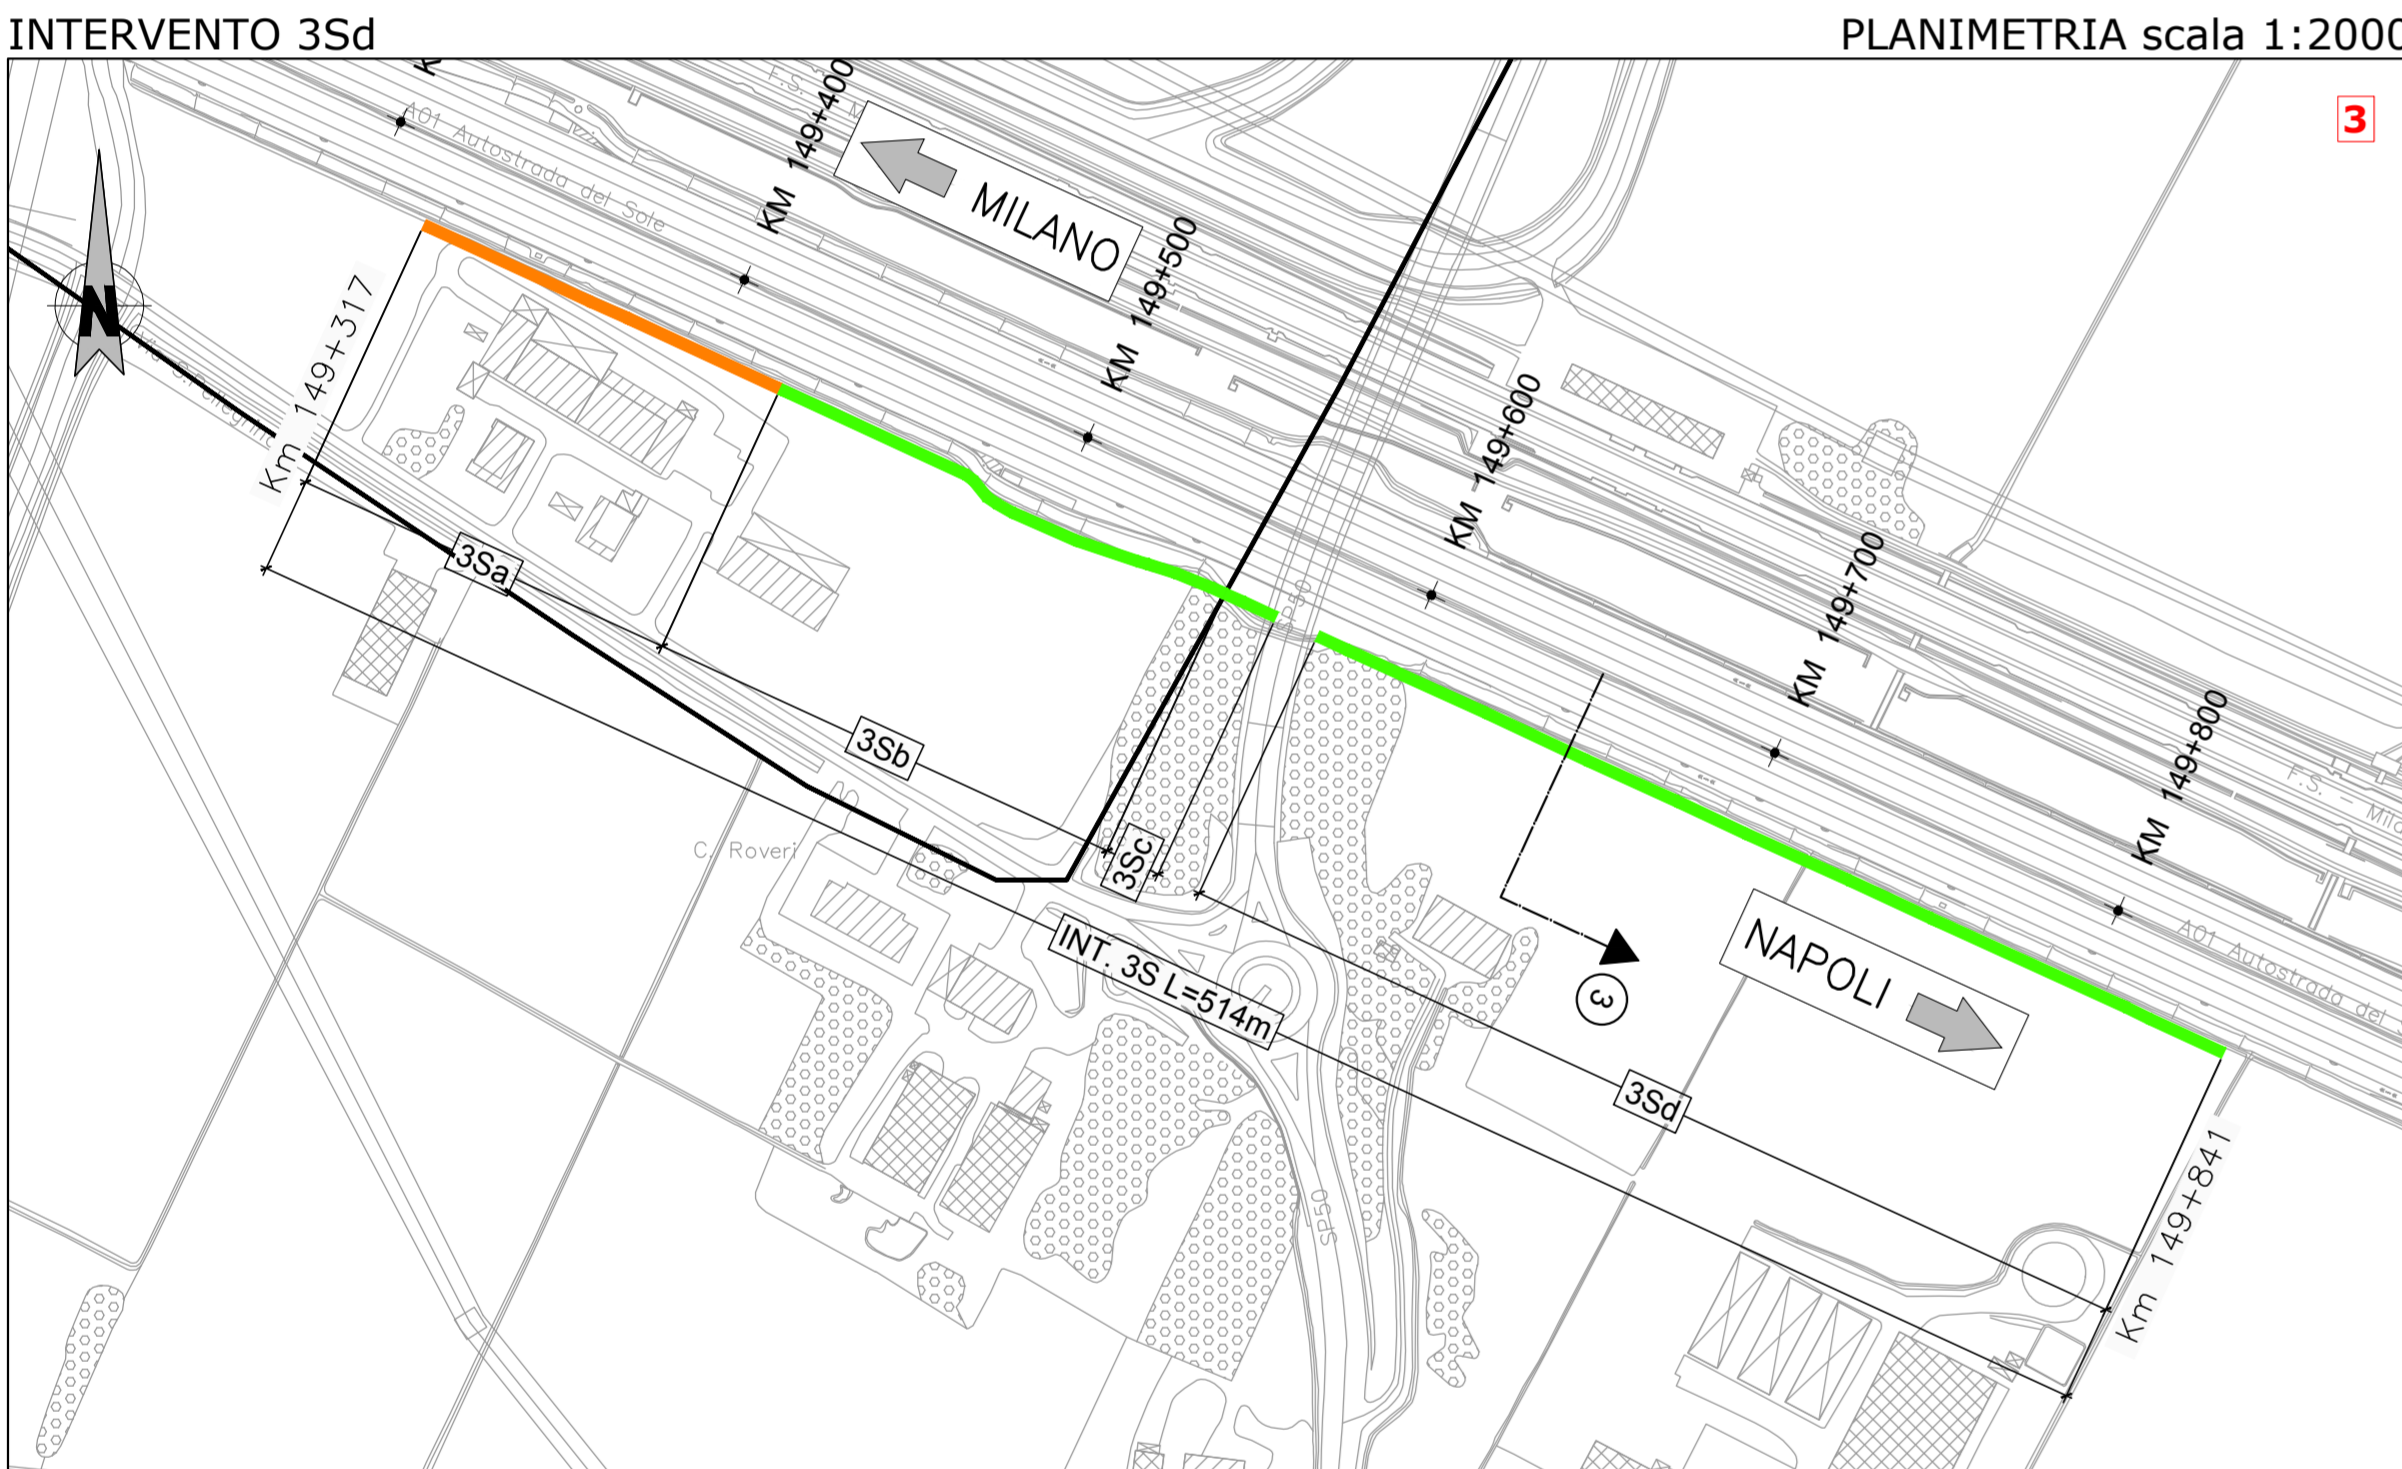 INTERVENTO 3Sd
PLANIMETRIA scala 1:2000
3
F.S.
A01 Autostrada del Sole
KM 149+400
MILANO
KM 149+500
N
Km 149+317
KM 149+600
3Sa
SP50
KM 149+700
3Sb
KM 149+800
F.S. - Mila
C. Roveri
3Sc
INT. 3S L=514m
NAPOLI
A01 Autostrada del
3
3Sd
Km 149+841
SP50